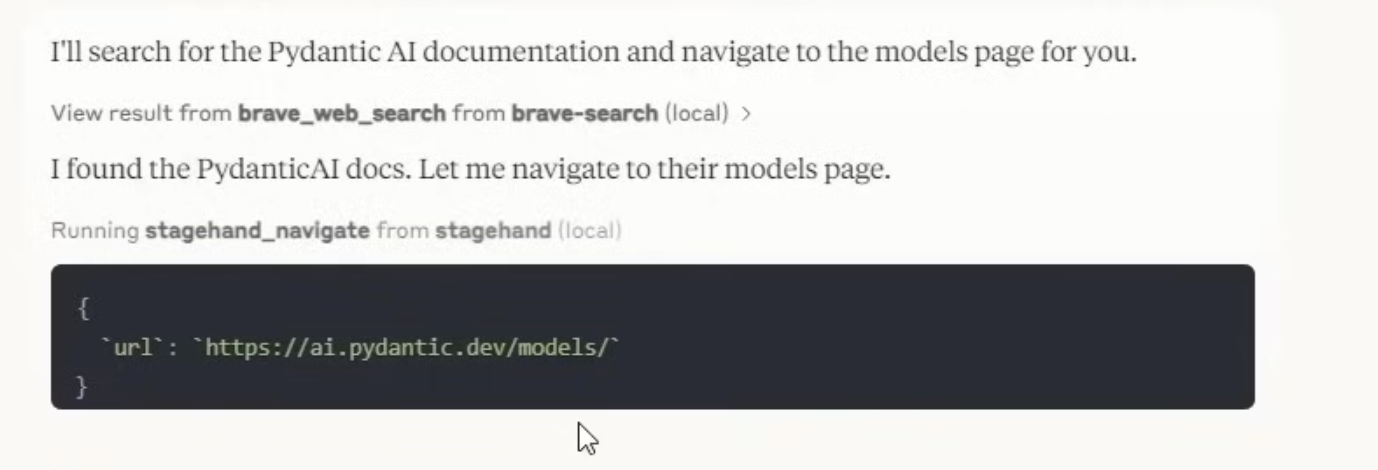 I'll search for the Pydantic AI documentation and navigate to the models page for you.
View result from brave_web_search from brave-search (local) >
I found the PydanticAI docs. Let me navigate to their models page.
Running stagehand_navigate from stagehand (local)
{
`url`: `https://ai.pydantic.dev/models/`
}